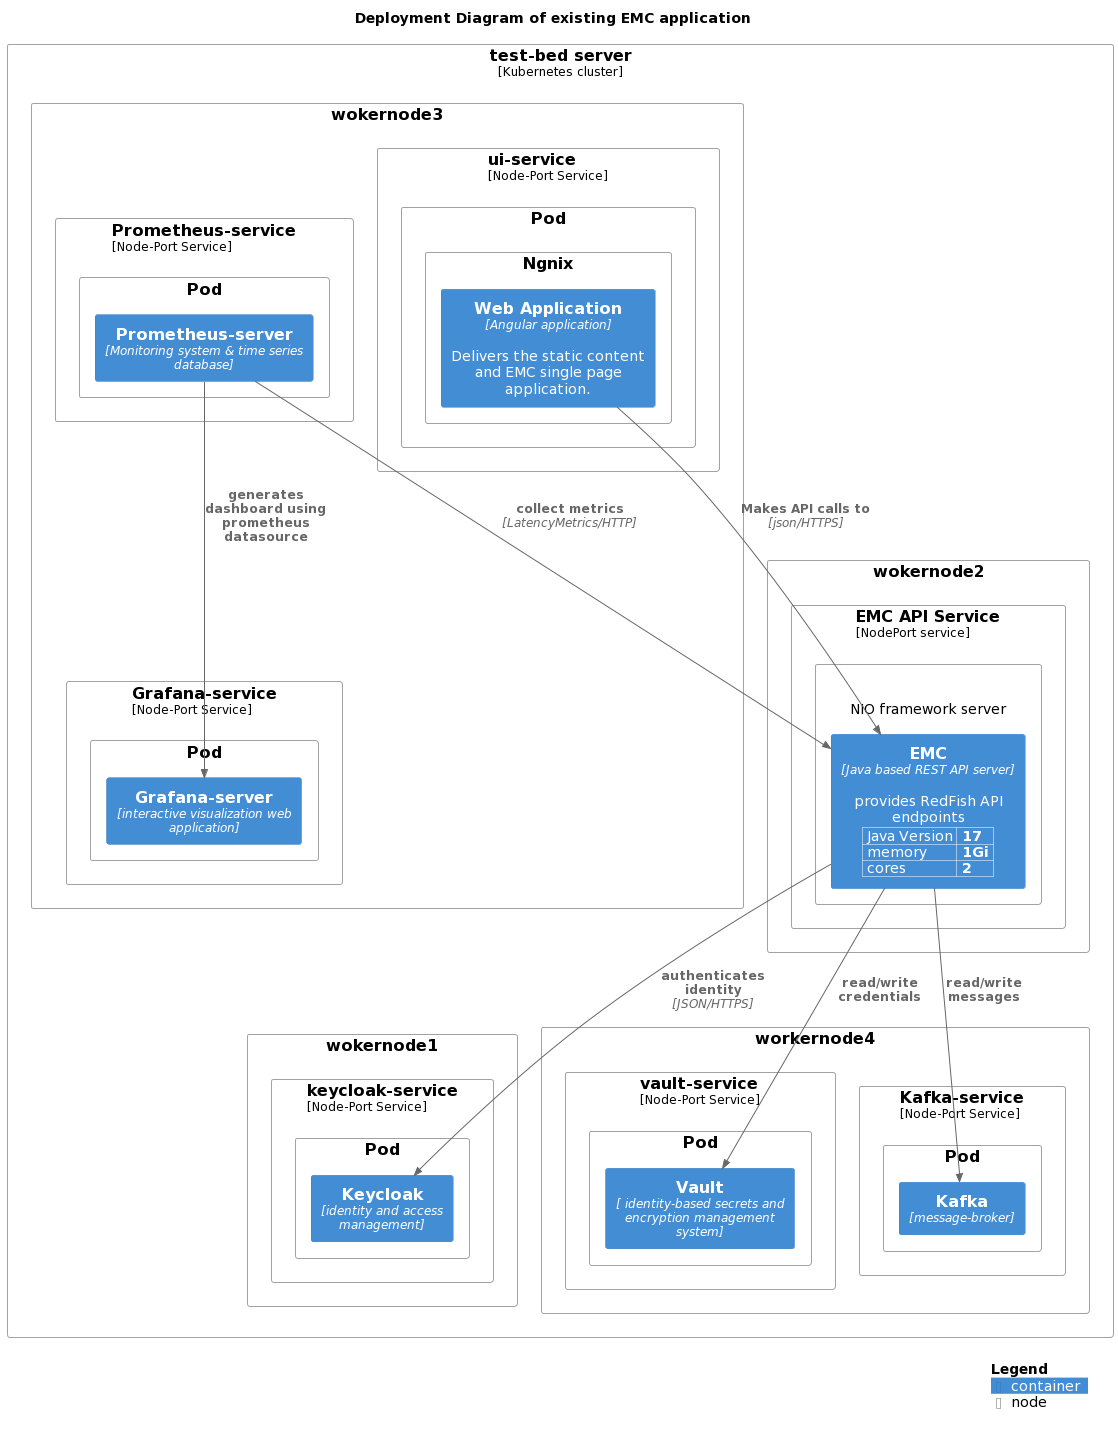 Deployment Diagram of existing EMC application
test-bed server
[Kubernetes cluster]
wokernode3
ui-service
[Node-Port Service]
Pod
Ngnix
Web Application
[Angular application]
Delivers the static content
and EMC single page
application.
Prometheus-service
[Node-Port Service]
Pod
Prometheus-server
[Monitoring system & time series
database]
generates
dashboard using
prometheus
datasource
collect metrics
[LatencyMetrics/HTTP]
Makes API calls to
[json/HTTPS]
Grafana-service
[Node-Port Service]
Pod
Grafana-server
[interactive visualization web
application]
wokernode2
EMC API Service
[NodePort service]
NiO framework server
EMC
[Java based REST API server]
provides RedFish API
endpoints
Java Version 17
memory 1Gi
cores 2
authenticates
identity
[JSON/HTTPS]
read/write
credentials
read/write
messages
wokernode1
keycloak-service
[Node-Port Service]
Pod
Keycloak
[identity and access
management]
workernode4
vault-service
[Node-Port Service]
Pod
Vault
[ identity-based secrets and
encryption management
system]
Kafka-service
[Node-Port Service]
Pod
Kafka
[message-broker]
Legend
container
node